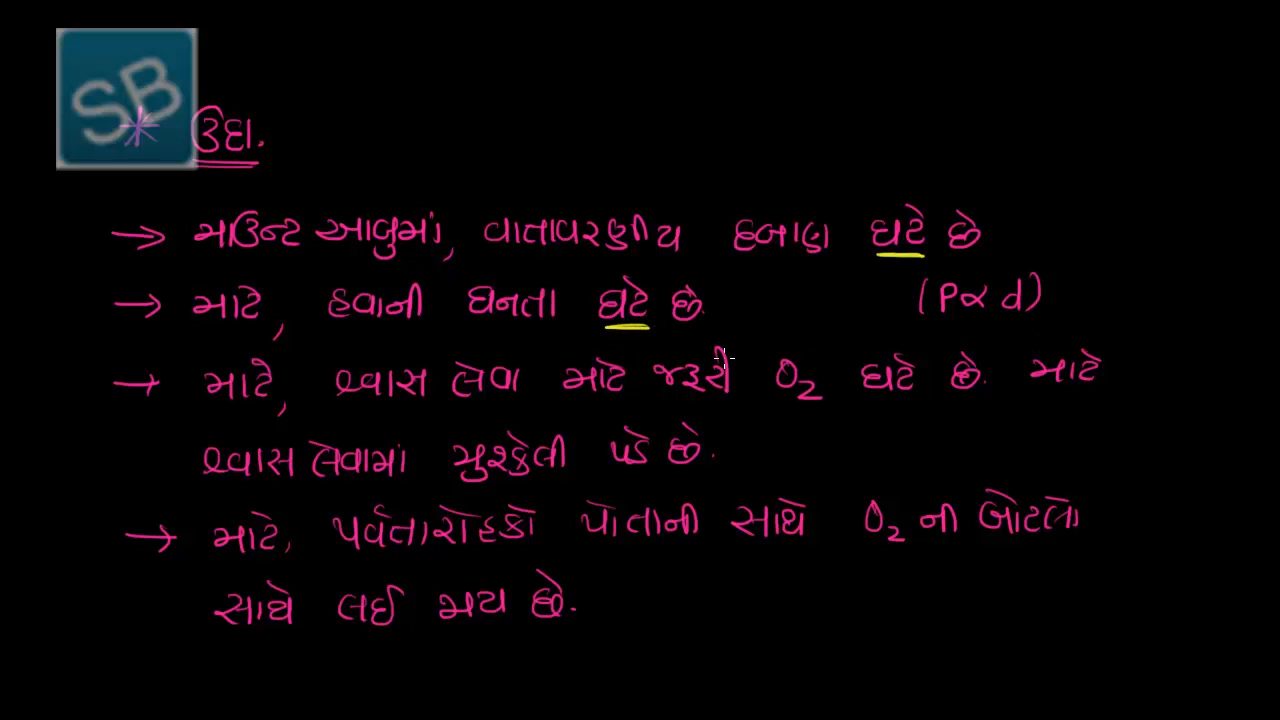 SB
* ઉદા.
→ માઉન્ટ આબુમાં, વાતાવરણીય દબાણ ઘટે છે
→ માટે, હવાની ઘનતા ઘટે છે. (P∝ d)
→ માટે, શ્વાસ લેવા માટે જરૂરી O₂ ઘટે છે. માટે
શ્વાસ લેવામાં મુશ્કેલી પડે છે.
→ માટે, પર્વતારોહકો પોતાની સાથે O₂ ની બોટલો
સાથે લઈ જાય છે.